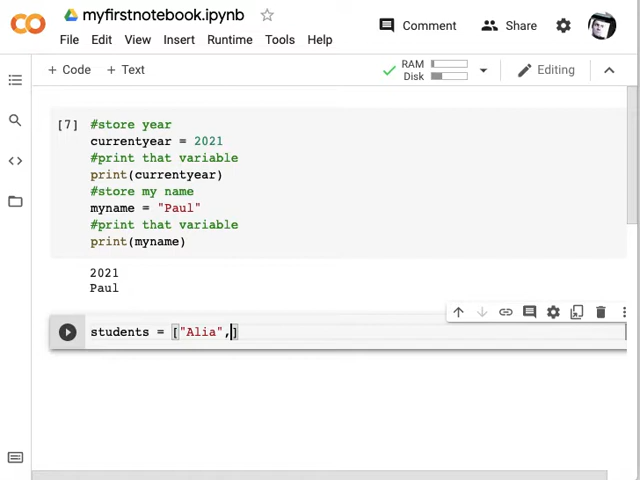 myfirstnotebook.ipynb
Comment
Share
File Edit View Insert Runtime Tools Help
+ Code + Text
RAM
Disk
Editing
[7]
#store year
currentyear = 2021
#print that variable
print(currentyear)
#store my name
myname = "Paul"
#print that variable
print(myname)
2021
Paul
students = ["Alia",]